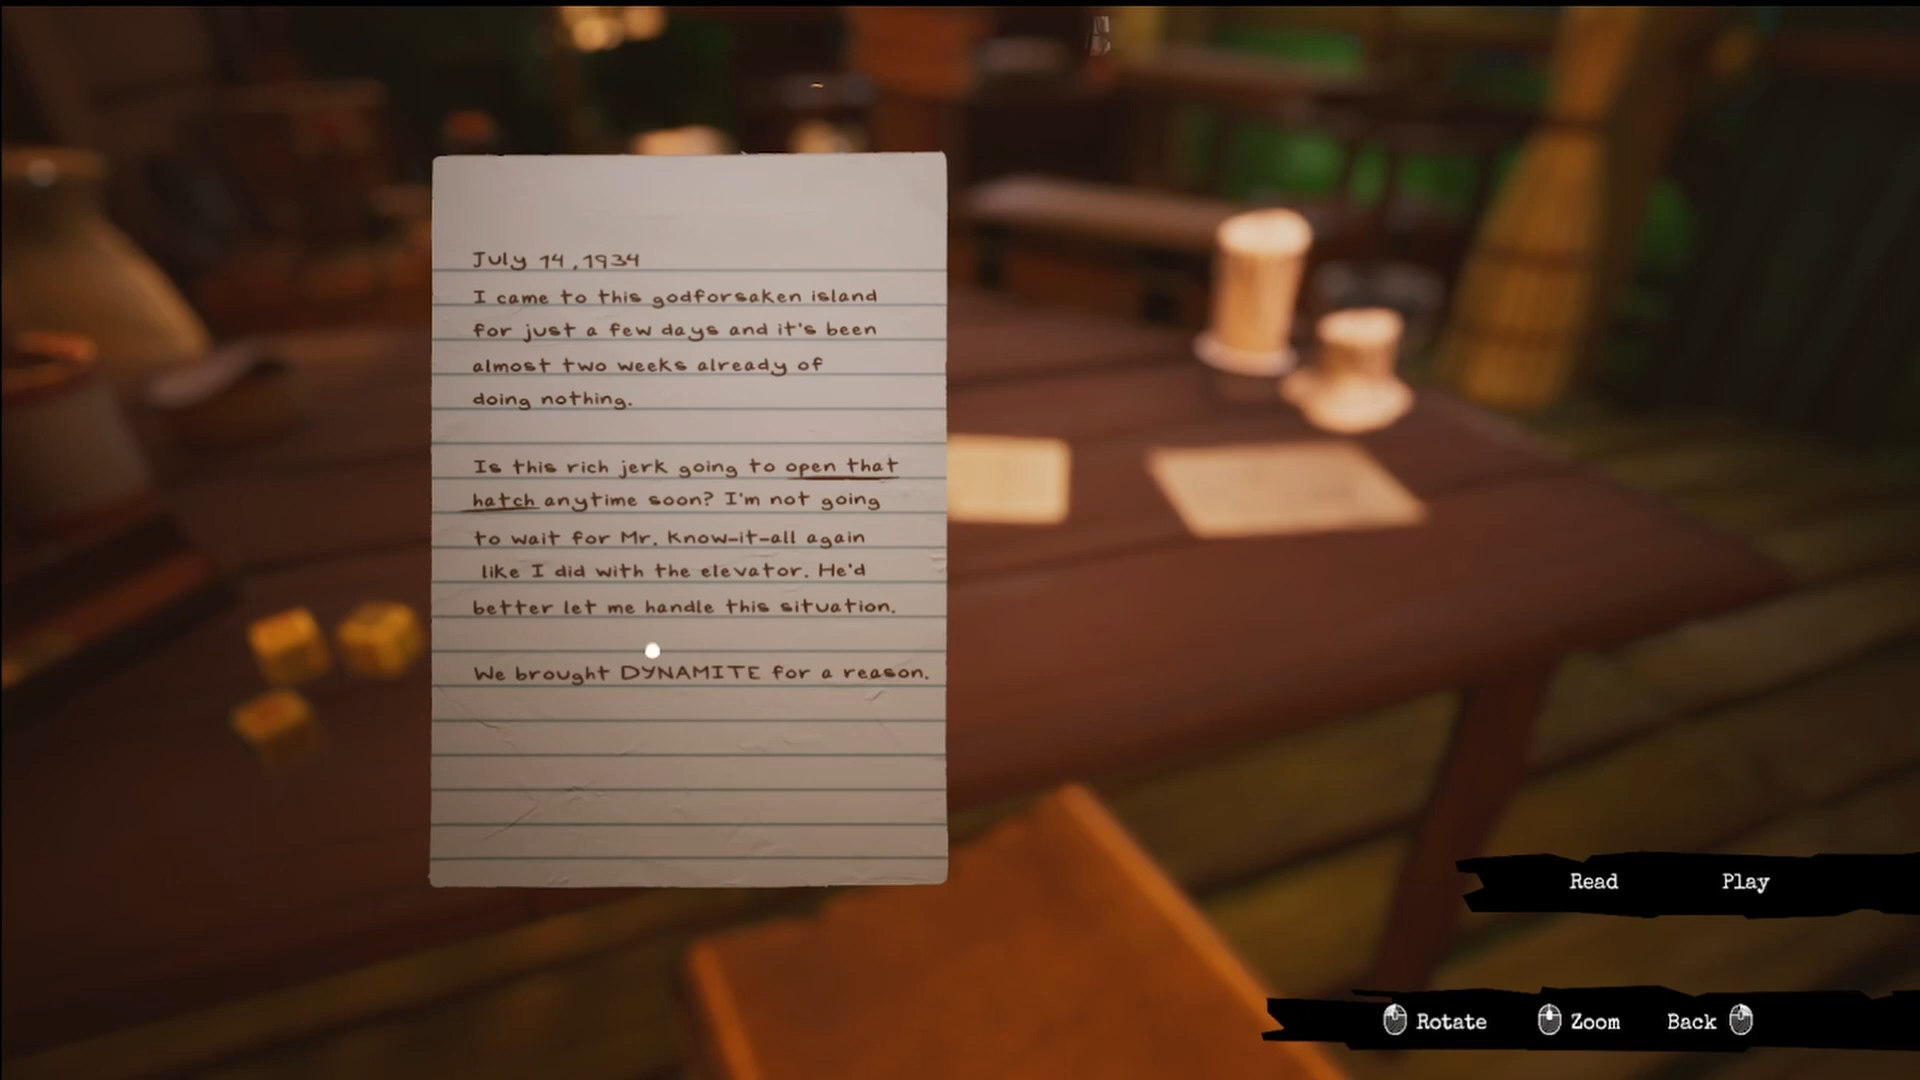 July 14, 1934
I came to this godforsaken island
for just a few days and it's been
almost two weeks already of
doing nothing.
Is this rich jerk going to open that
hatch anytime soon? I'm not going
to wait for Mr. Know-it-all again
like I did with the elevator. He'd
better let me handle this situation.
We brought DYNAMITE for a reason.
Read Play
Rotate Zoom Back